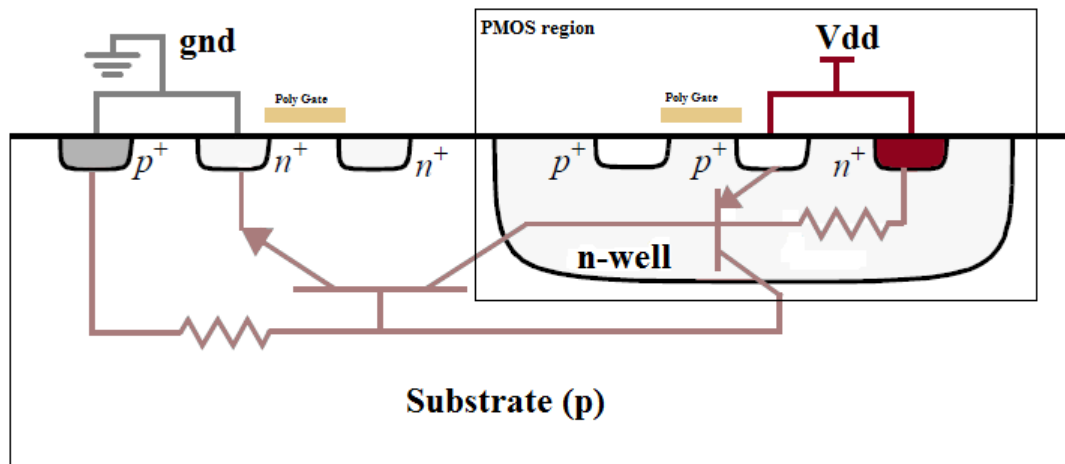 PMOS region
gnd
Vdd
Poly Gate
Poly Gate
p+
n+
n+
p+
p+
n+
n-well
Substrate (p)